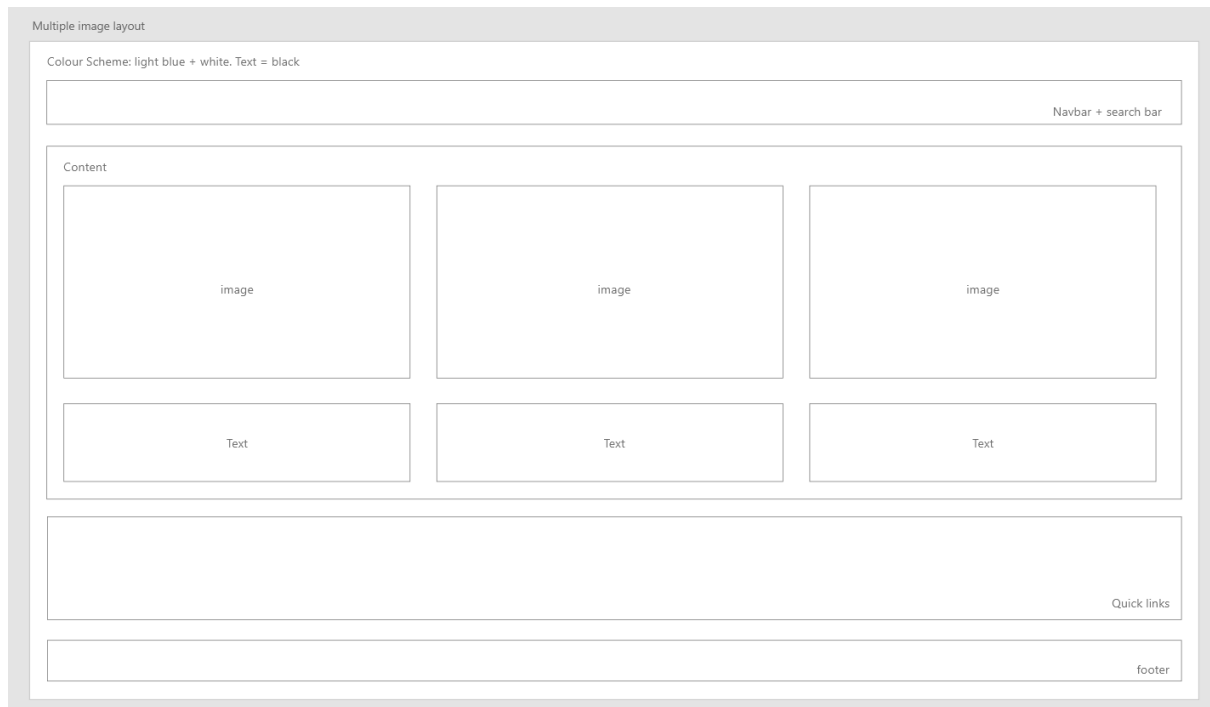 Multiple image layout
Colour Scheme: light blue + white. Text = black
Navbar + search bar
Content
image
image
image
Text
Text
Text
Quick links
footer